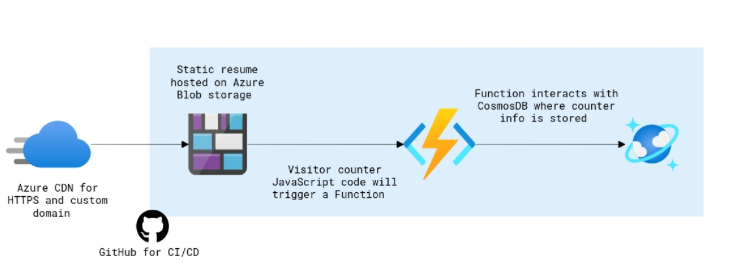 Static resume
hosted on Azure
Blob storage
Function interacts with
CosmosDB where counter
info is stored
Visitor counter
JavaScript code will
trigger a Function
Azure CDN for
HTTPS and custom
domain
GitHub for CI/CD